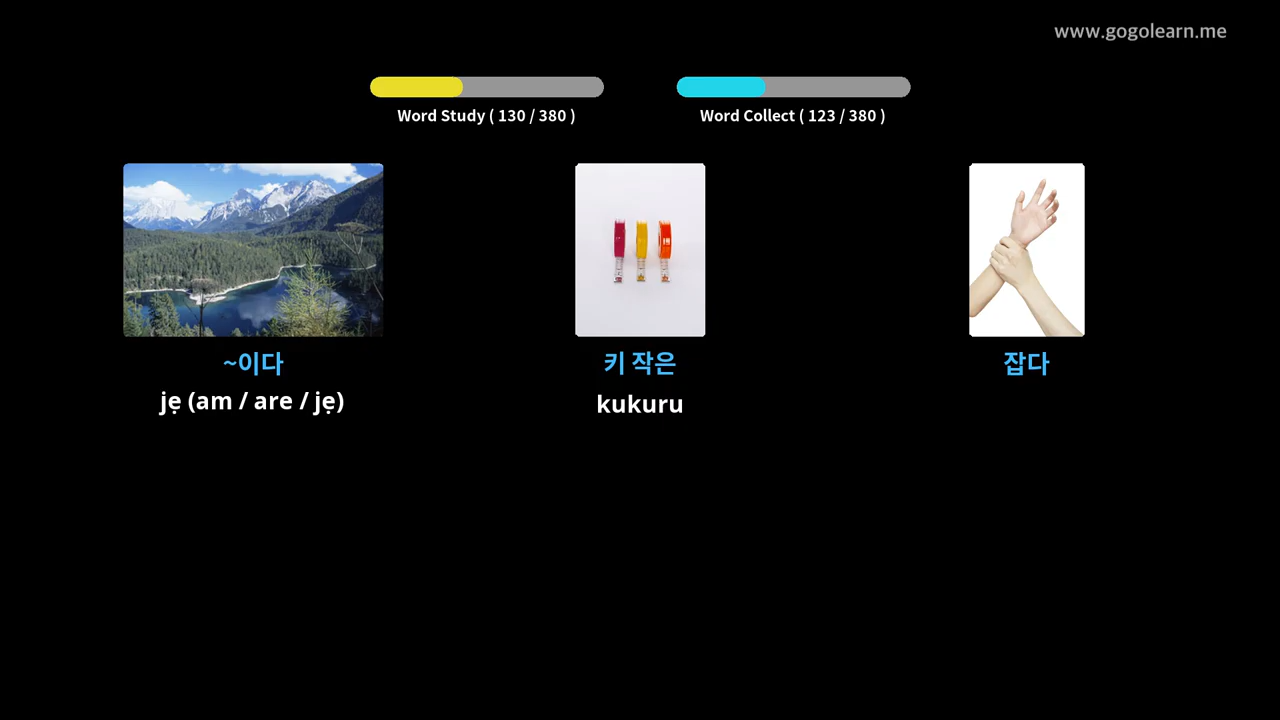 www.gogolearn.me
Word Study ( 130 / 380 )
Word Collect ( 123 / 380 )
~이다
jẹ (am / are / jẹ)
키 작은
kukuru
잡다